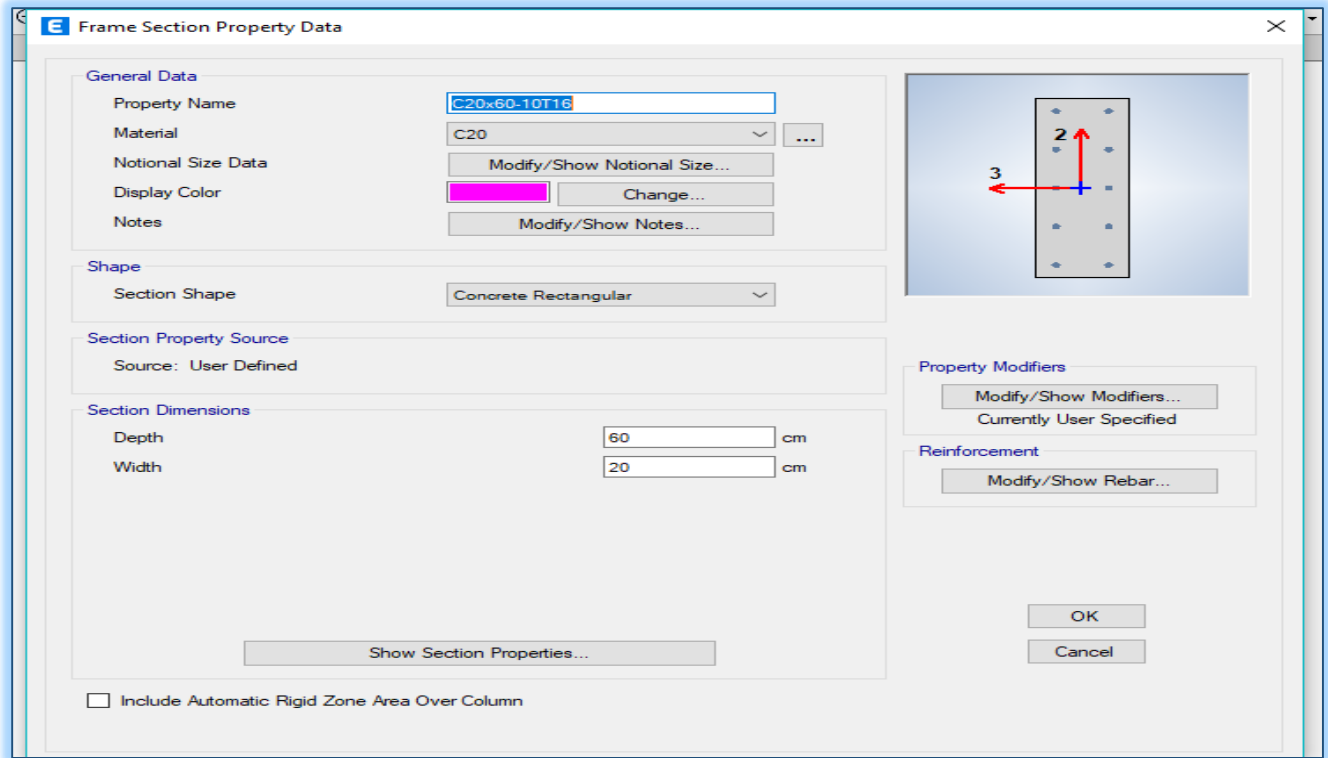 E Frame Section Property Data
General Data
Property Name C20x60-10T16
Material C20 ...
Notional Size Data Modify/Show Notional Size...
Display Color Change...
Notes Modify/Show Notes...
2
3
Shape
Section Shape Concrete Rectangular
Section Property Source
Source: User Defined
Property Modifiers
Modify/Show Modifiers...
Currently User Specified
Section Dimensions
Depth 60 cm
Width 20 cm
Reinforcement
Modify/Show Rebar...
OK
Show Section Properties...
Cancel
Include Automatic Rigid Zone Area Over Column